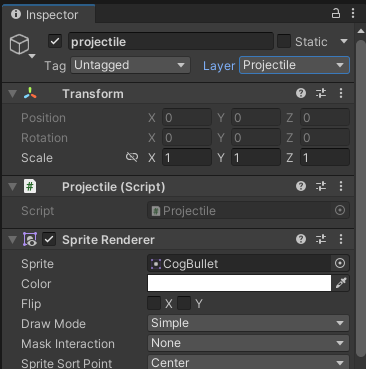 Inspector
projectile Static
Tag Untagged Layer Projectile
Transform
Position X 0 Y 0 Z 0
Rotation X 0 Y 0 Z 0
Scale X 1 Y 1 Z 1
# Projectile (Script)
Script # Projectile
Sprite Renderer
Sprite CogBullet
Color
Flip X Y
Draw Mode Simple
Mask Interaction None
Sprite Sort Point Center